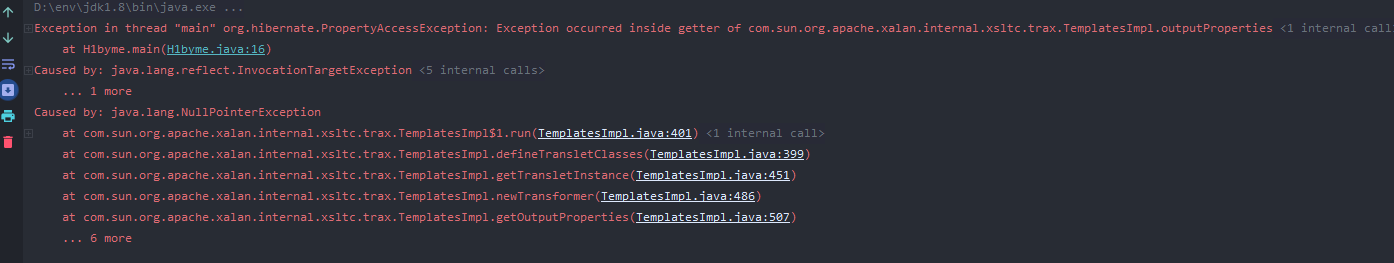 D:\env\jdk1.8\bin\java.exe ...
Exception in thread "main" org.hibernate.PropertyAccessException: Exception occurred inside getter of com.sun.org.apache.xalan.internal.xsltc.trax.TemplatesImpl.outputProperties <1 internal call
at H1byme.main(H1byme.java:16)
Caused by: java.lang.reflect.InvocationTargetException <5 internal calls>
... 1 more
Caused by: java.lang.NullPointerException
at com.sun.org.apache.xalan.internal.xsltc.trax.TemplatesImpl$1.run(TemplatesImpl.java:401) <1 internal call>
at com.sun.org.apache.xalan.internal.xsltc.trax.TemplatesImpl.defineTransletClasses(TemplatesImpl.java:399)
at com.sun.org.apache.xalan.internal.xsltc.trax.TemplatesImpl.getTransletInstance(TemplatesImpl.java:451)
at com.sun.org.apache.xalan.internal.xsltc.trax.TemplatesImpl.newTransformer(TemplatesImpl.java:486)
at com.sun.org.apache.xalan.internal.xsltc.trax.TemplatesImpl.getOutputProperties(TemplatesImpl.java:507)
... 6 more